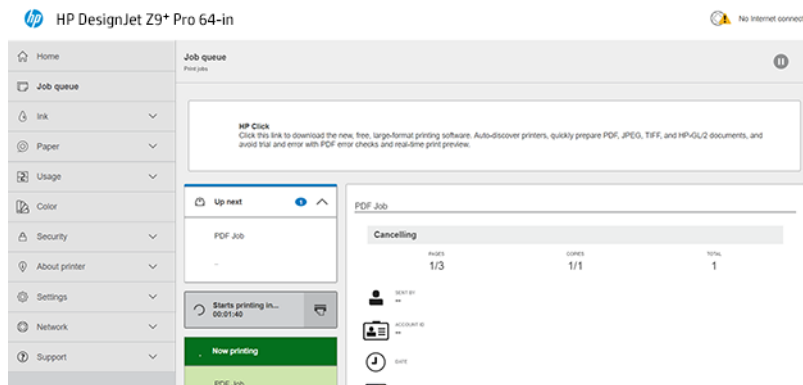 hp HP DesignJet Z9⁺ Pro 64-in
No Internet connect
Home
Job queue
Ink
Paper
Usage
Color
Security
About printer
Settings
Network
Support
Job queue
Print jobs
HP Click
Click this link to download the new, free, large-format printing software. Auto-discover printers, quickly prepare PDF, JPEG, TIFF, and HP-GL/2 documents, and
avoid trial and error with PDF error checks and real-time print preview.
Up next 1
PDF Job
--
Starts printing in...
00:01:40
Now printing
PDF Job
PDF Job
Cancelling
PAGES COPIES TOTAL
1/3 1/1 1
SENT BY
--
ACCOUNT ID
--
DATE